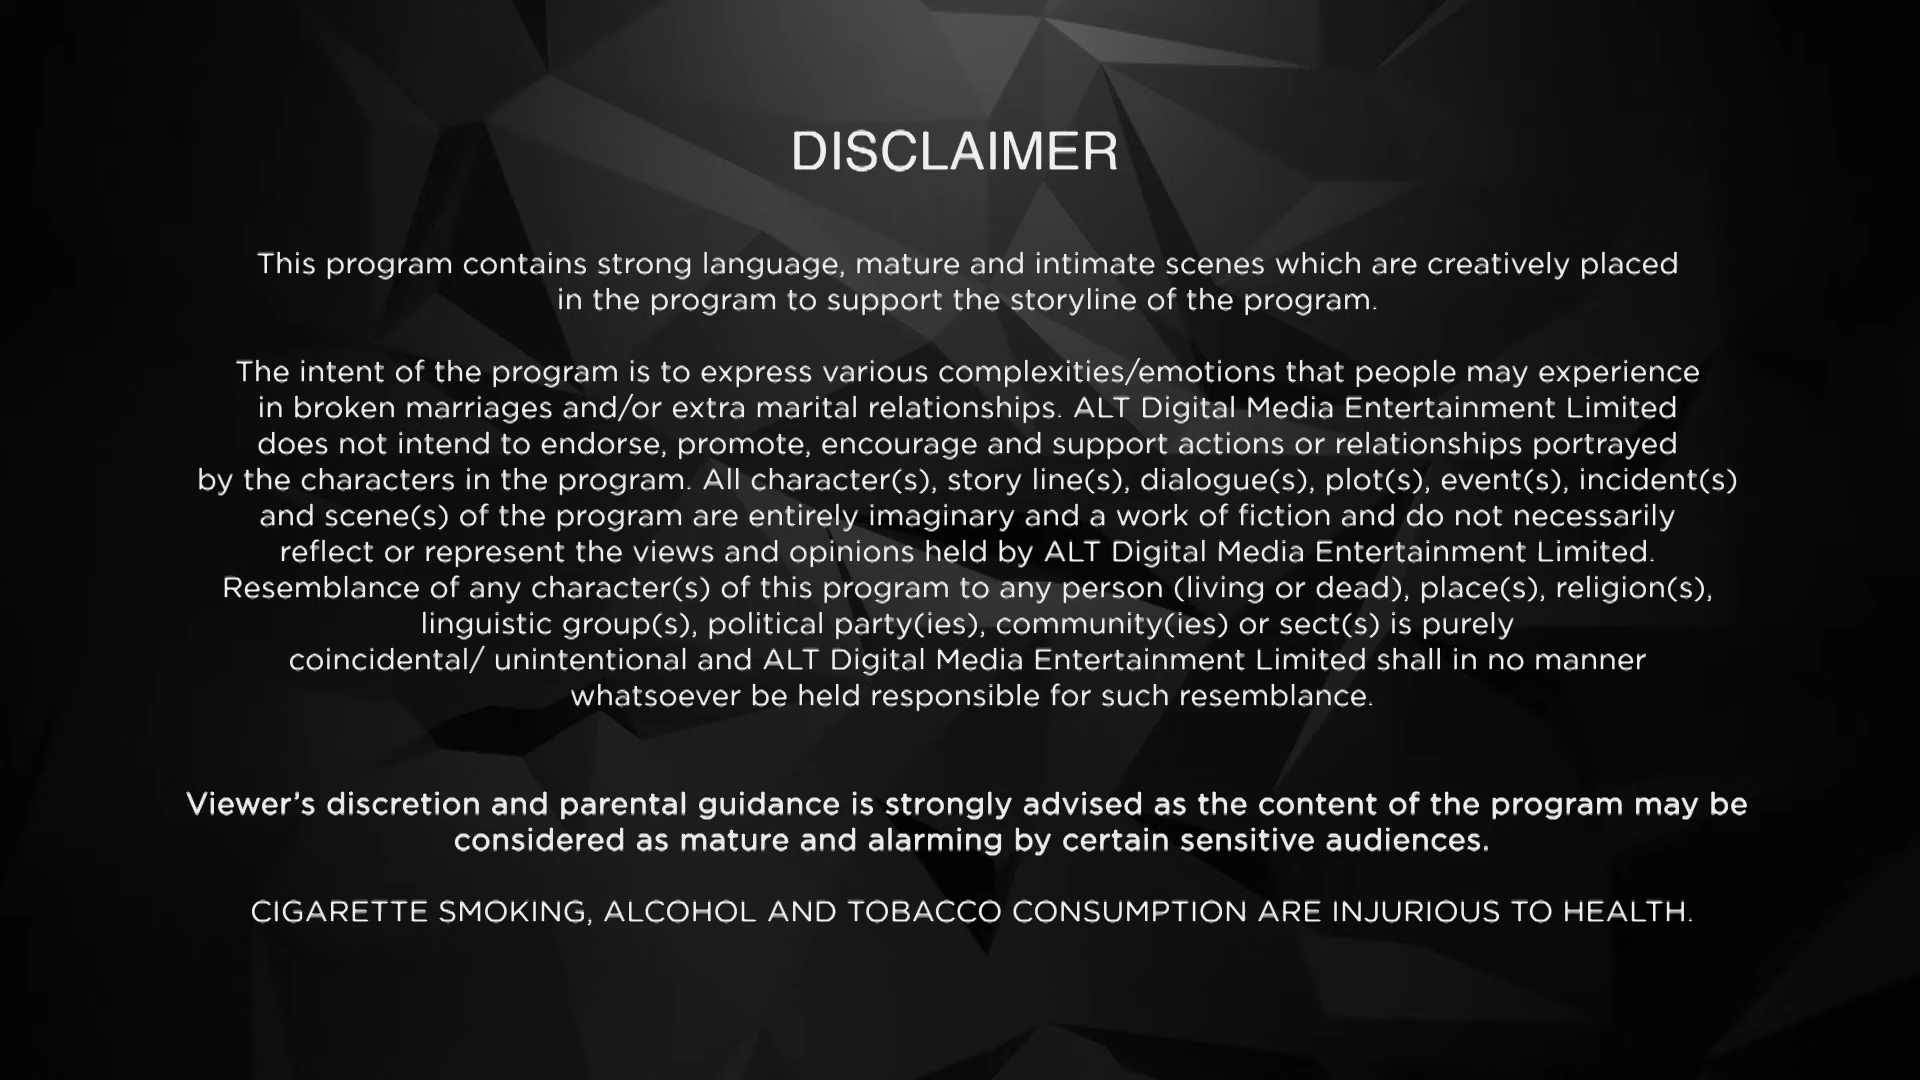 DISCLAIMER
This program contains strong language, mature and intimate scenes which are creatively placed
in the program to support the storyline of the program.
The intent of the program is to express various complexities/emotions that people may experience
in broken marriages and/or extra marital relationships. ALT Digital Media Entertainment Limited
does not intend to endorse, promote, encourage and support actions or relationships portrayed
by the characters in the program. All character(s), story line(s), dialogue(s), plot(s), event(s), incident(s)
and scene(s) of the program are entirely imaginary and a work of fiction and do not necessarily
reflect or represent the views and opinions held by ALT Digital Media Entertainment Limited.
Resemblance of any character(s) of this program to any person (living or dead), place(s), religion(s),
linguistic group(s), political party(ies), community(ies) or sect(s) is purely
coincidental/ unintentional and ALT Digital Media Entertainment Limited shall in no manner
whatsoever be held responsible for such resemblance.
Viewer’s discretion and parental guidance is strongly advised as the content of the program may be
considered as mature and alarming by certain sensitive audiences.
CIGARETTE SMOKING, ALCOHOL AND TOBACCO CONSUMPTION ARE INJURIOUS TO HEALTH.